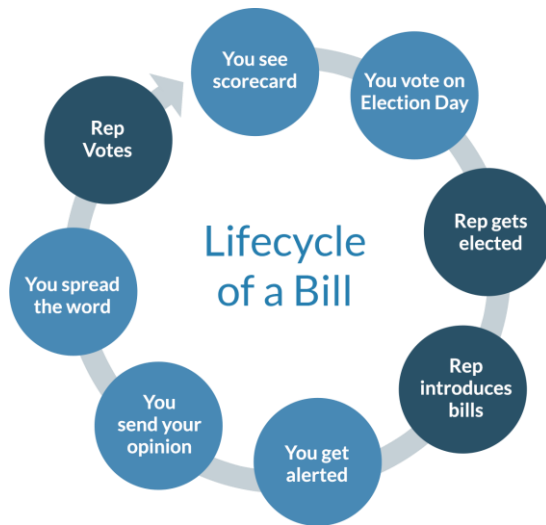 You see
scorecard
You vote on
Election Day
Rep gets
elected
Rep
introduces
bills
You get
alerted
You
send your
opinion
You spread
the word
Rep
Votes
Lifecycle
of a Bill